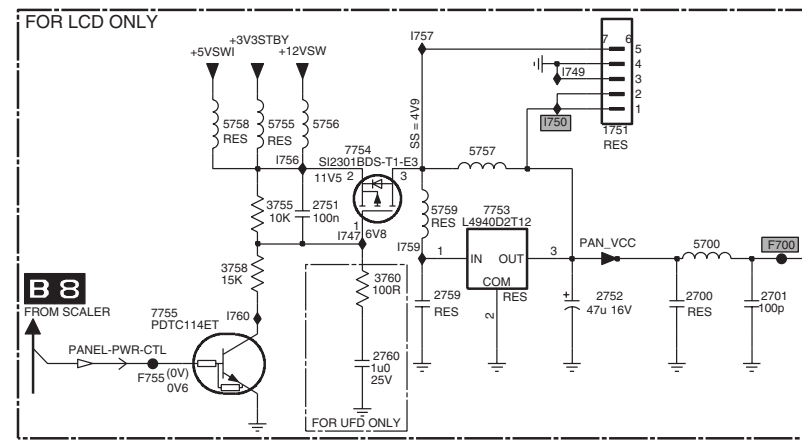 FOR LCD ONLY
+3V3STBY
+5VSWI
+12VSW
5758
RES
5755
RES
5756
I757
SS = 4V9
7 6
5
4
3
2
1
I749
I750
1751
RES
I756
7754
SI2301BDS-T1-E3
11V5
2
3
1
5757
3755
10K
2751
100n
I747
6V8
5759
RES
7753
L4940D2T12
I759
1
IN
OUT
3
COM
2
RES
PAN_VCC
5700
F700
3758
15K
3760
100R
2759
RES
2752
47u 16V
+
2700
RES
2701
100p
B 8
FROM SCALER
7755
PDTC114ET
I760
PANEL-PWR-CTL
F755
(0V)
0V6
2760
1u0
25V
FOR UFD ONLY